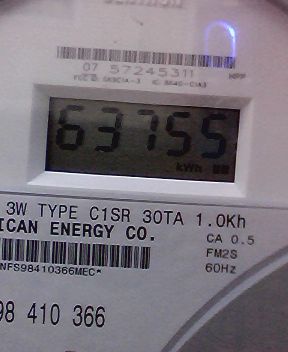 07 57245311
63755
kWh
3W TYPE C1SR 30TA 1.0Kh
ICAN ENERGY CO.
CA 0.5
FM2S
60Hz
NFS98410366MEC*
98 410 366